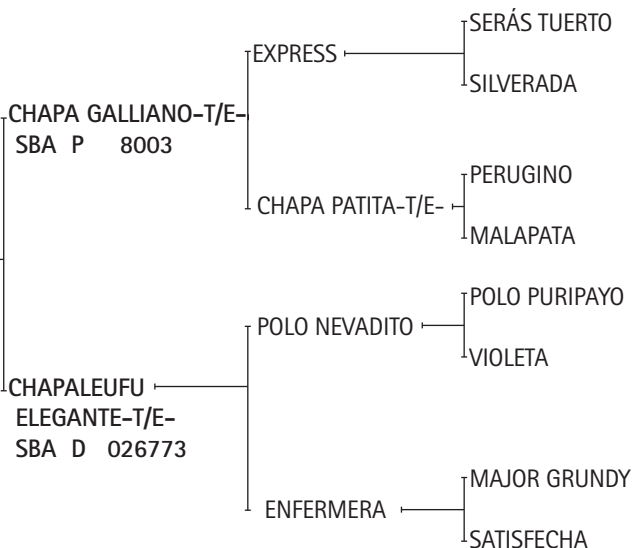 SERÁS TUERTO
EXPRESS
SILVERADA
CHAPA GALLIANO-T/E-
SBA P 8003
PERUGINO
CHAPA PATITA-T/E-
MALAPATA
POLO PURIPAYO
POLO NEVADITO
VIOLETA
CHAPALEUFU
ELEGANTE-T/E-
SBA D 026773
MAJOR GRUNDY
ENFERMERA
SATISFECHA